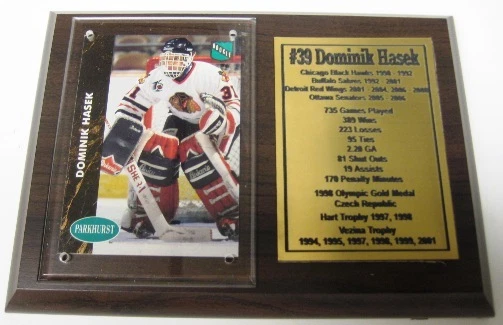 DOMINIK HASEK
PARKHURST
ROOKIE
31
#39 Dominik Hasek
Chicago Black Hawks 1990 - 1992
Buffalo Sabres 1992 - 2001
Detroit Red Wings 2001 - 2004, 2006 - 2008
Ottawa Senators 2005 - 2006
735 Games Played
389 Wins
223 Losses
95 Ties
2.20 GA
81 Shut Outs
19 Assists
170 Penalty Minutes
1998 Olympic Gold Medal
Czech Republic
Hart Trophy 1997, 1998
Vezina Trophy
1994, 1995, 1997, 1998, 1999, 2001